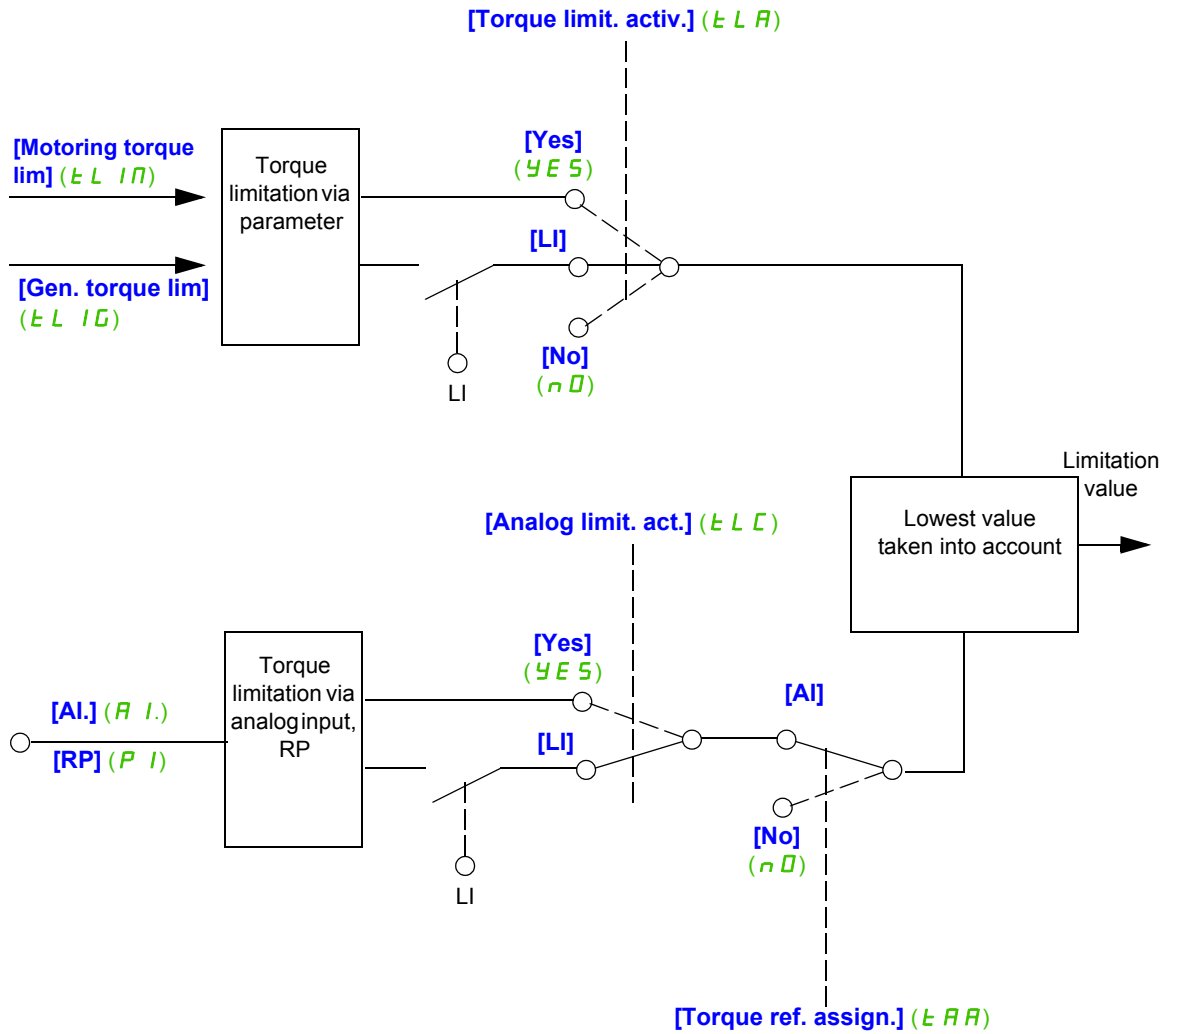 [Torque limit. activ.] (tLA)
[Motoring torque
lim] (tLIM)
Torque
limitation via
parameter
[Yes]
(YES)
[LI]
[Gen. torque lim]
(tLIG)
[No]
(nO)
LI
Limitation
value
[Analog limit. act.] (tLC)
Lowest value
taken into account
[Yes]
(YES)
Torque
limitation via
analog input,
RP
[AI.] (AI.)
[RP] (PI)
[LI]
[AI]
[No]
(nO)
LI
[Torque ref. assign.] (tAA)